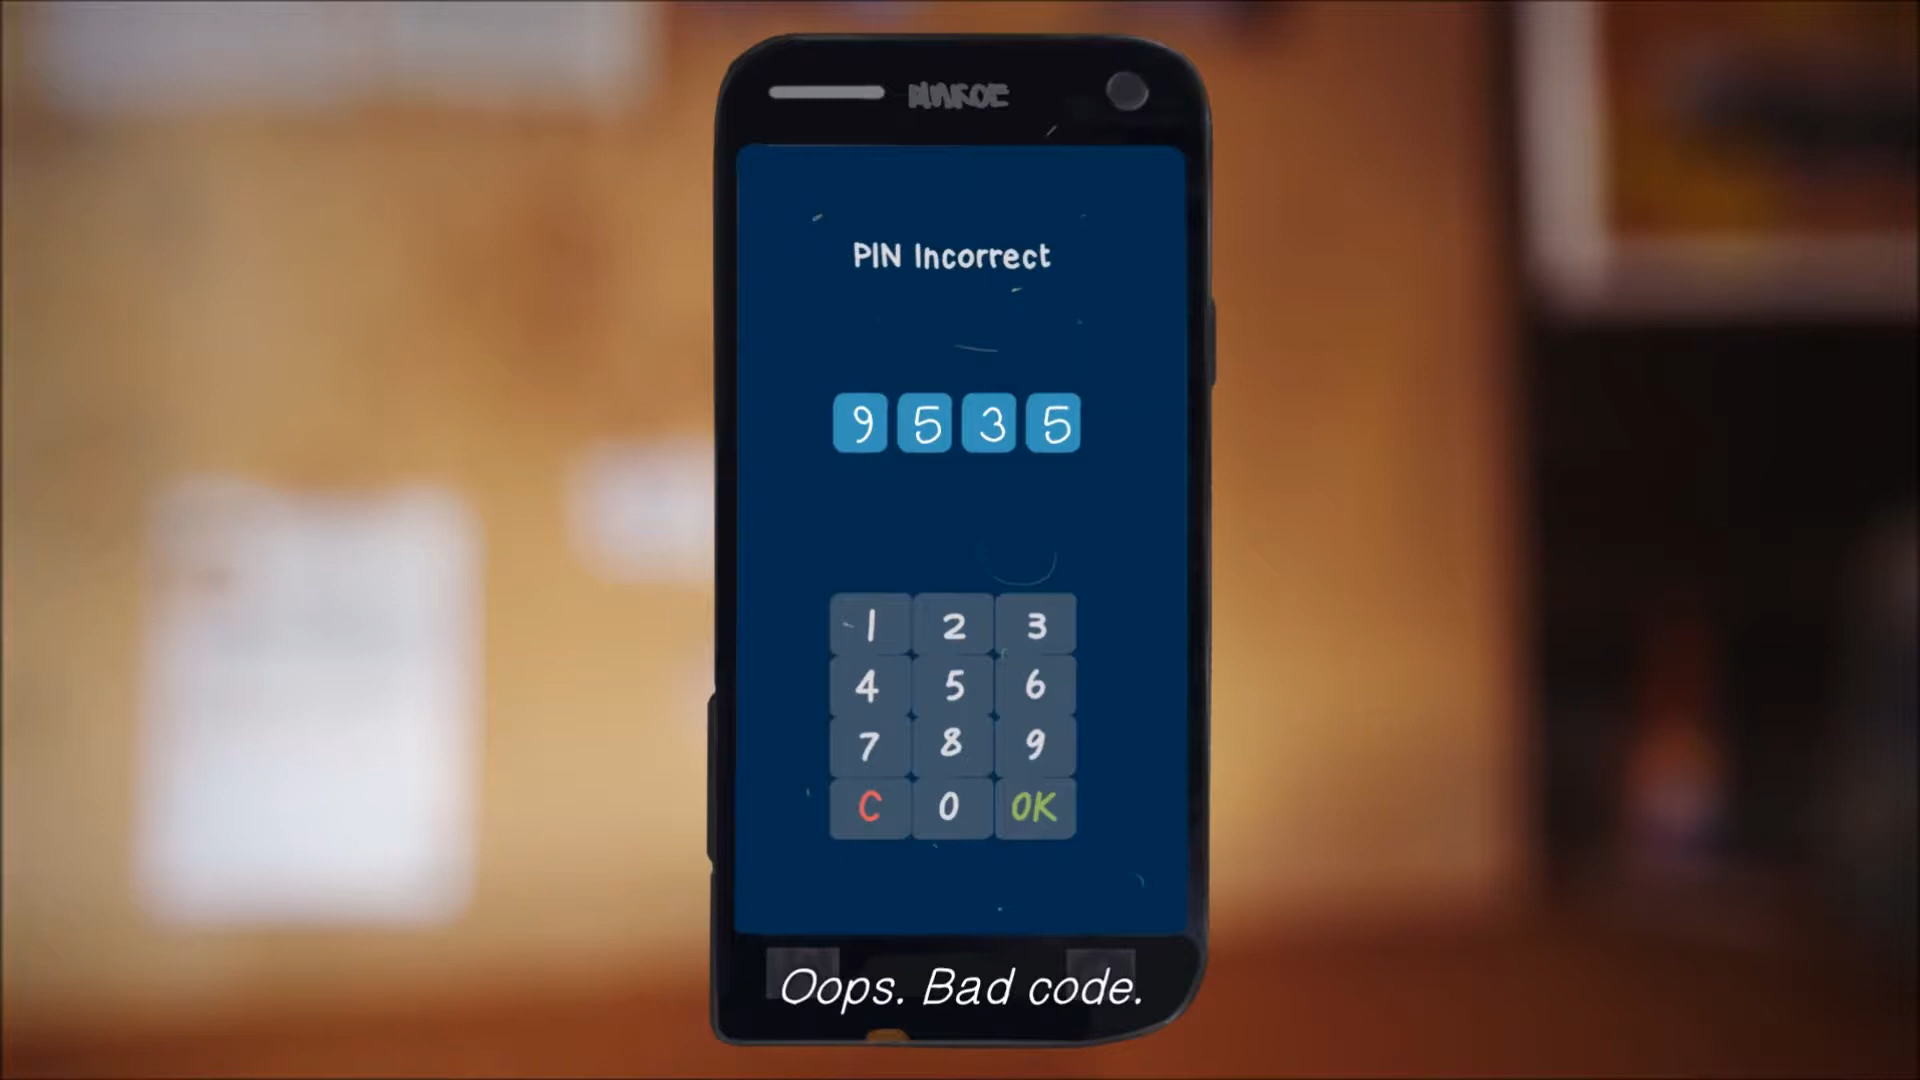 PIN Incorrect
9 5 3 5
1 2 3
4 5 6
7 8 9
C 0 OK
Oops. Bad code.